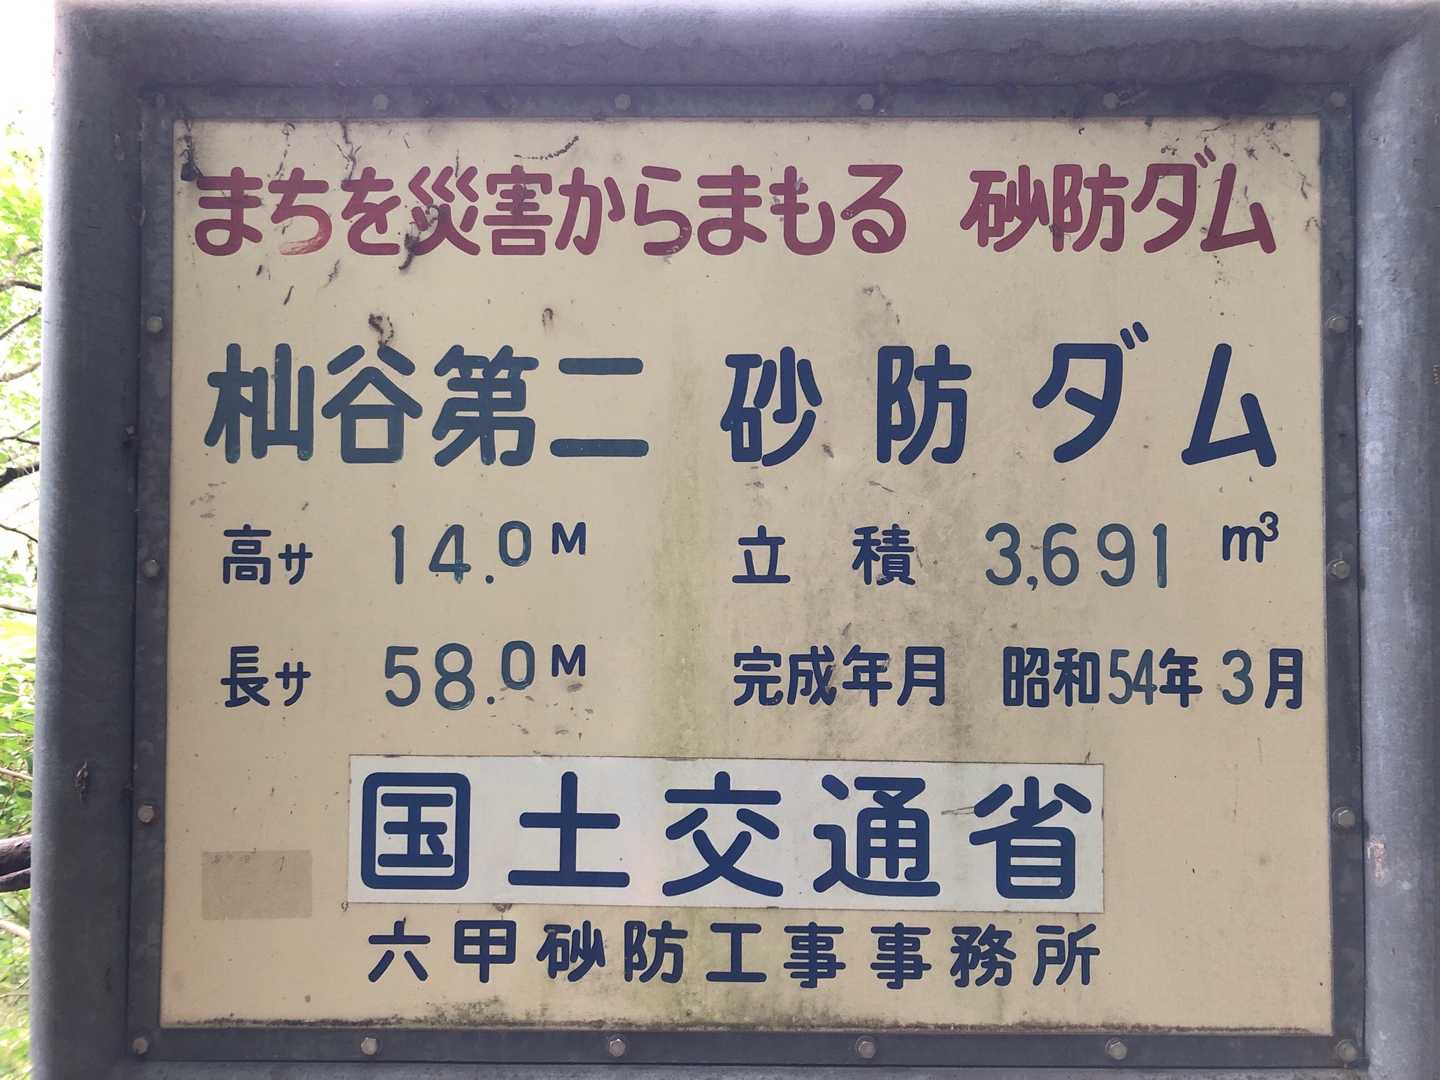 まちを災害からまもる 砂防ダム
杣谷第二 砂防ダム
高サ 14.0M 立積 3,691 m³
長サ 58.0M 完成年月 昭和54年3月
国土交通省
六甲砂防工事事務所